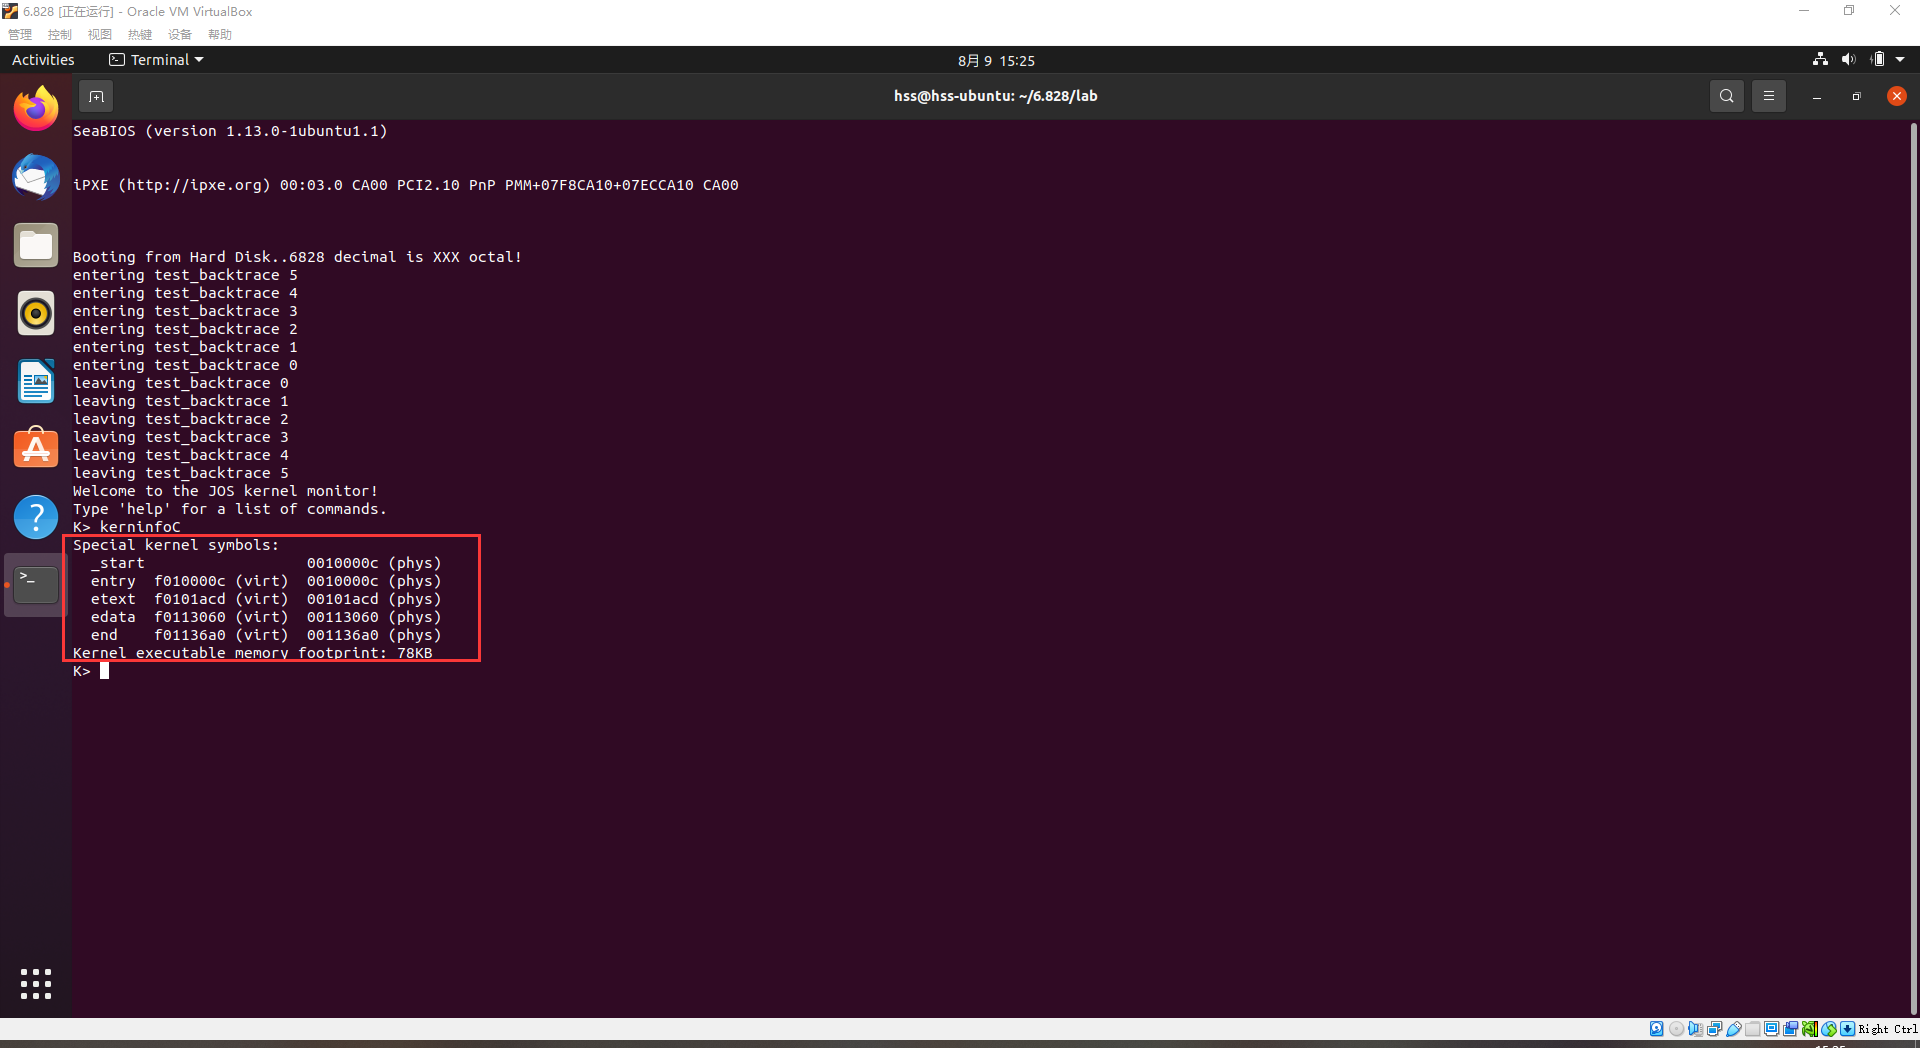 6.828 [正在运行] - Oracle VM VirtualBox
管理 控制 视图 热键 设备 帮助
Activities Terminal 8月 9 15:25
hss@hss-ubuntu: ~/6.828/lab
SeaBIOS (version 1.13.0-1ubuntu1.1)
iPXE (http://ipxe.org) 00:03.0 CA00 PCI2.10 PnP PMM+07F8CA10+07ECCA10 CA00
Booting from Hard Disk..6828 decimal is XXX octal!
entering test_backtrace 5
entering test_backtrace 4
entering test_backtrace 3
entering test_backtrace 2
entering test_backtrace 1
entering test_backtrace 0
leaving test_backtrace 0
leaving test_backtrace 1
leaving test_backtrace 2
leaving test_backtrace 3
leaving test_backtrace 4
leaving test_backtrace 5
Welcome to the JOS kernel monitor!
Type 'help' for a list of commands.
K> kerninfoC
Special kernel symbols:
  _start                  0010000c (phys)
  entry  f010000c (virt)  0010000c (phys)
  etext  f0101acd (virt)  00101acd (phys)
  edata  f0113060 (virt)  00113060 (phys)
  end    f01136a0 (virt)  001136a0 (phys)
Kernel executable memory footprint: 78KB
K>
Right Ctrl